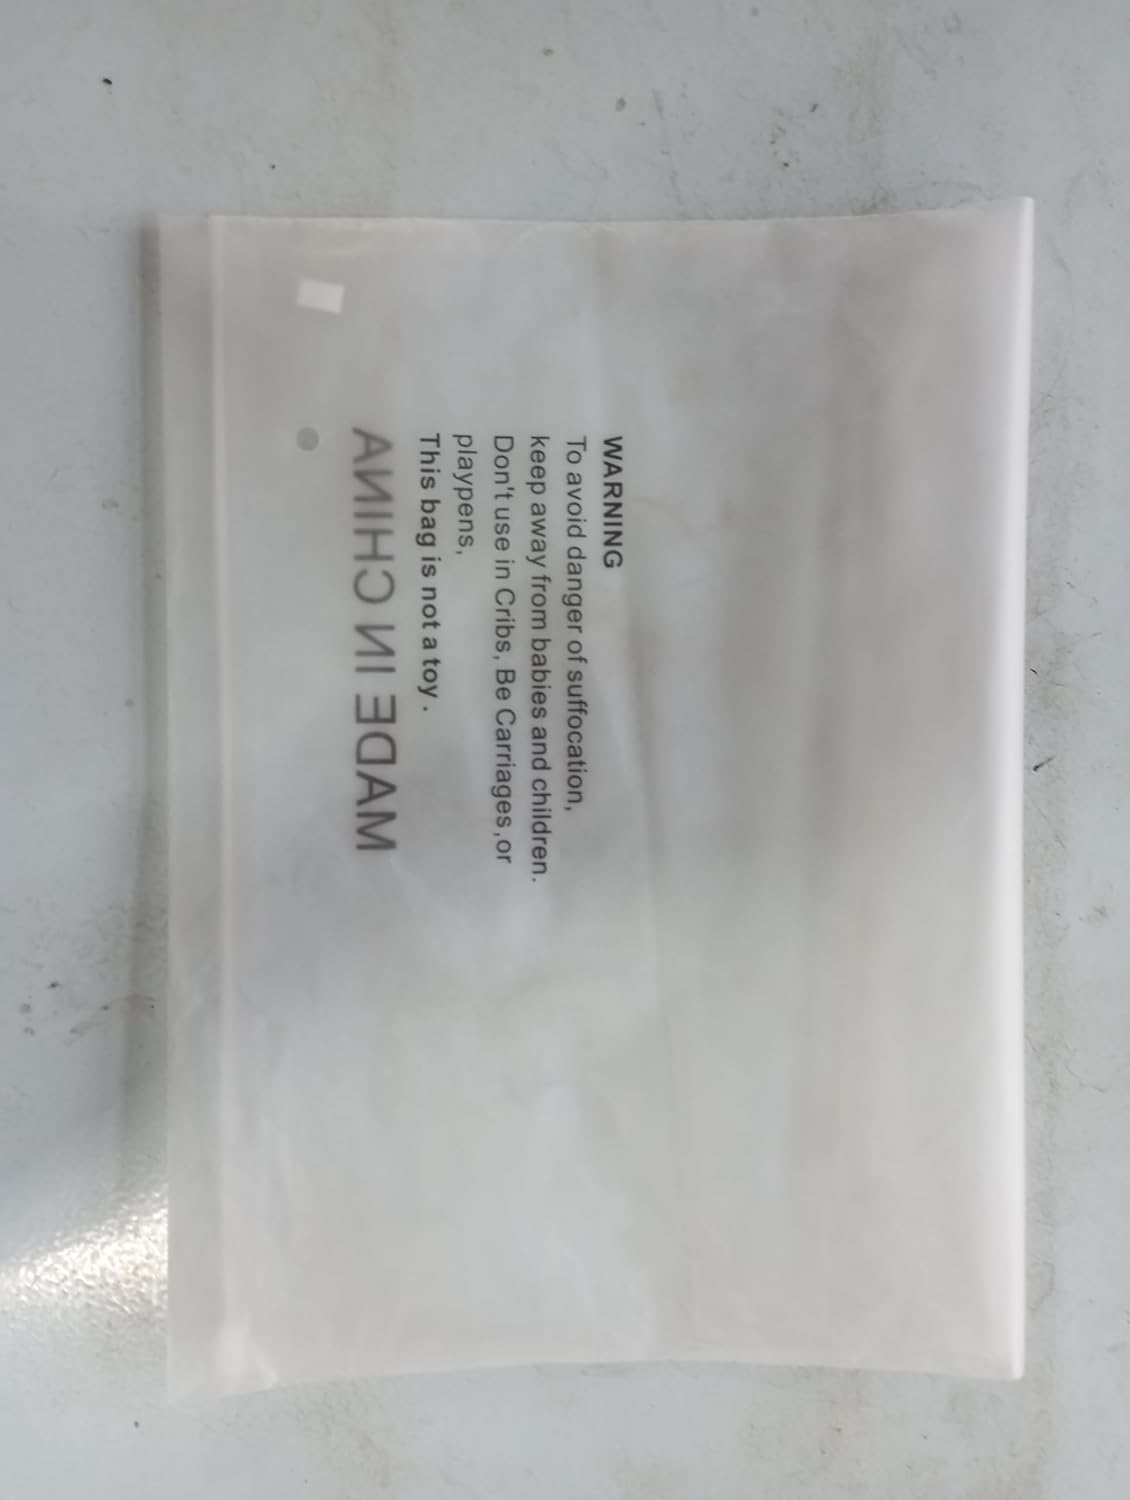 WARNING
To avoid danger of suffocation,
keep away from babies and children.
Don't use in Cribs, Be Carriages,or
playpens,
This bag is not a toy.
MADE IN CHINA